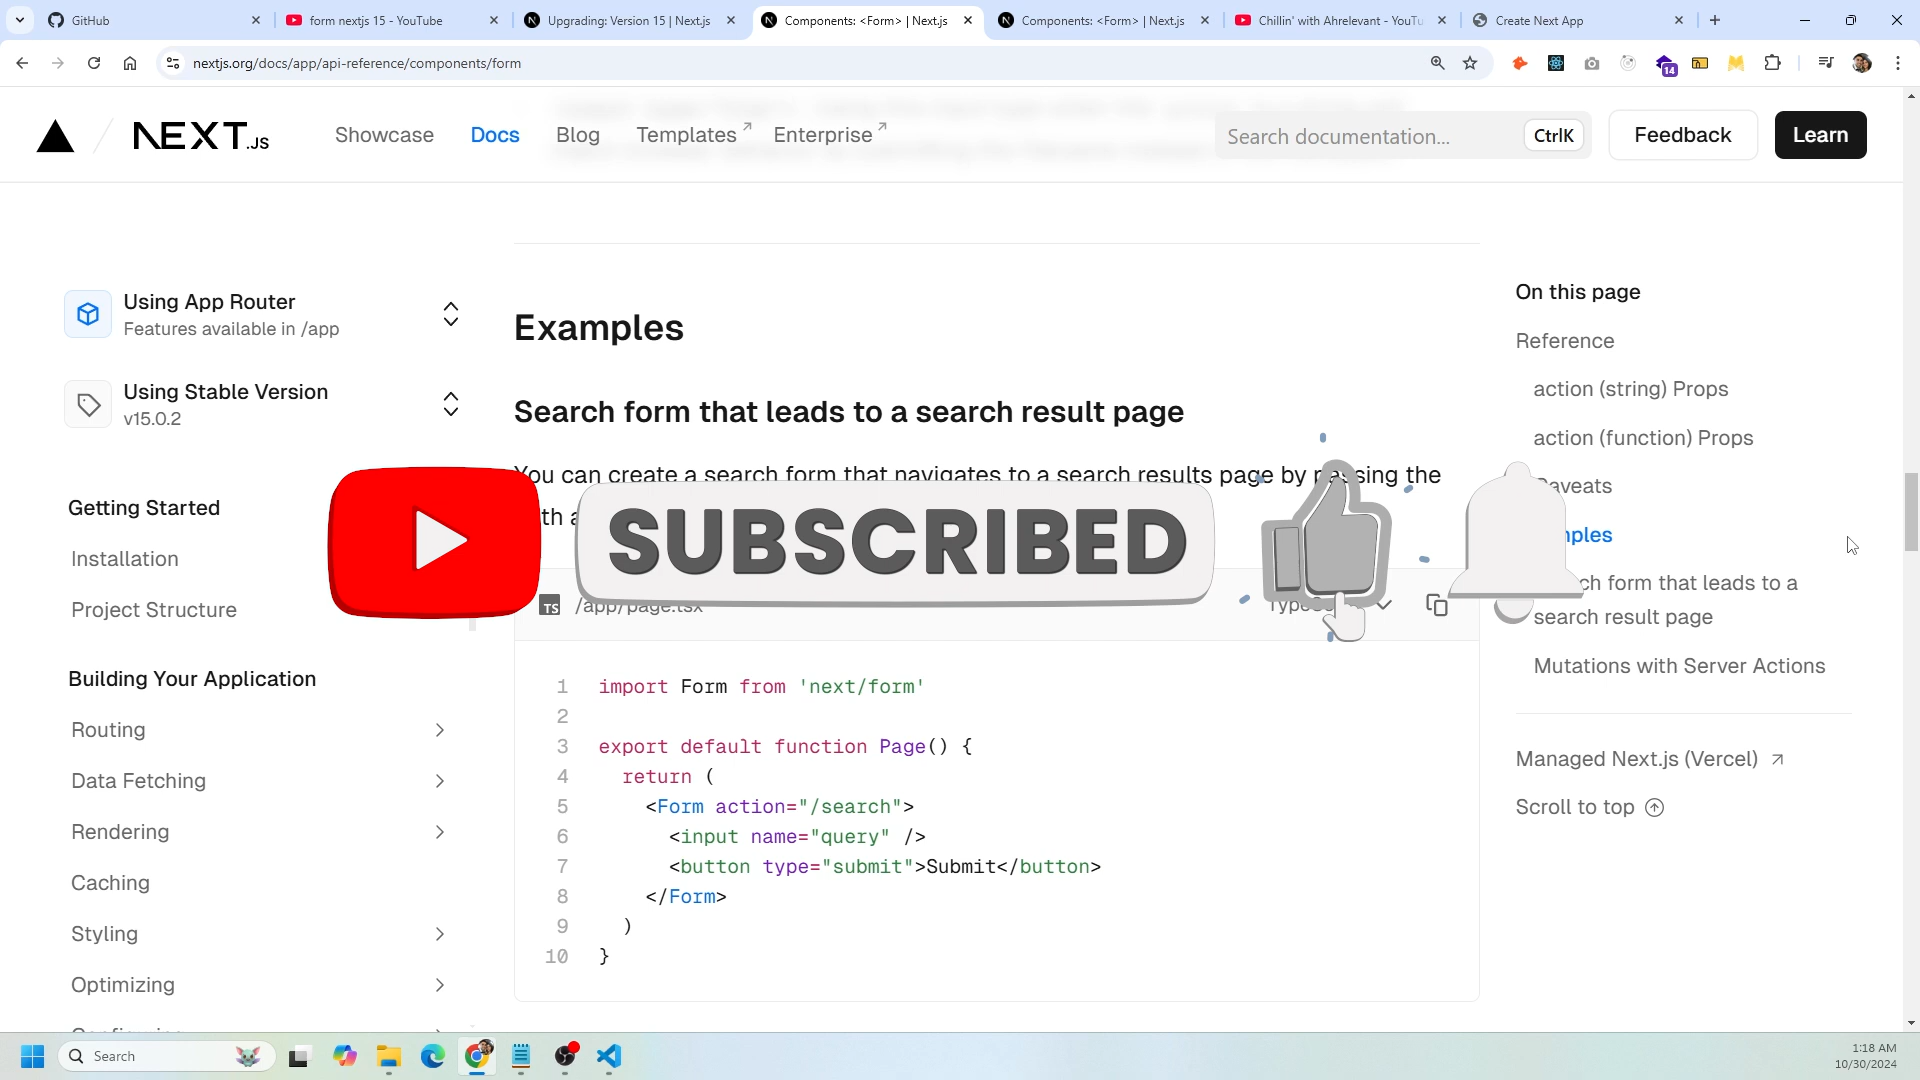 GitHub
form nextjs 15 - YouTube
Upgrading: Version 15 | Next.js
Components: <Form> | Next.js
Components: <Form> | Next.js
Chillin' with Ahrelevant - YouTu
Create Next App
nextjs.org/docs/app/api-reference/components/form
14
NEXT.JS
Showcase
Docs
Blog
Templates
Enterprise
Search documentation...
CtrlK
Feedback
Learn
Using App Router
Features available in /app
Using Stable Version
v15.0.2
Getting Started
Installation
Project Structure
Building Your Application
Routing
Data Fetching
Rendering
Caching
Styling
Optimizing
Examples
Search form that leads to a search result page
You can create a search form that navigates to a search results page by passing the
SUBSCRIBED
TS /app/page.tsx
1 import Form from 'next/form'
2
3 export default function Page() {
4 return (
5 <Form action="/search">
6 <input name="query" />
7 <button type="submit">Submit</button>
8 </Form>
9 )
10 }
On this page
Reference
action (string) Props
action (function) Props
search form that leads to a
search result page
Mutations with Server Actions
Managed Next.js (Vercel)
Scroll to top
Search
1:18 AM
10/30/2024